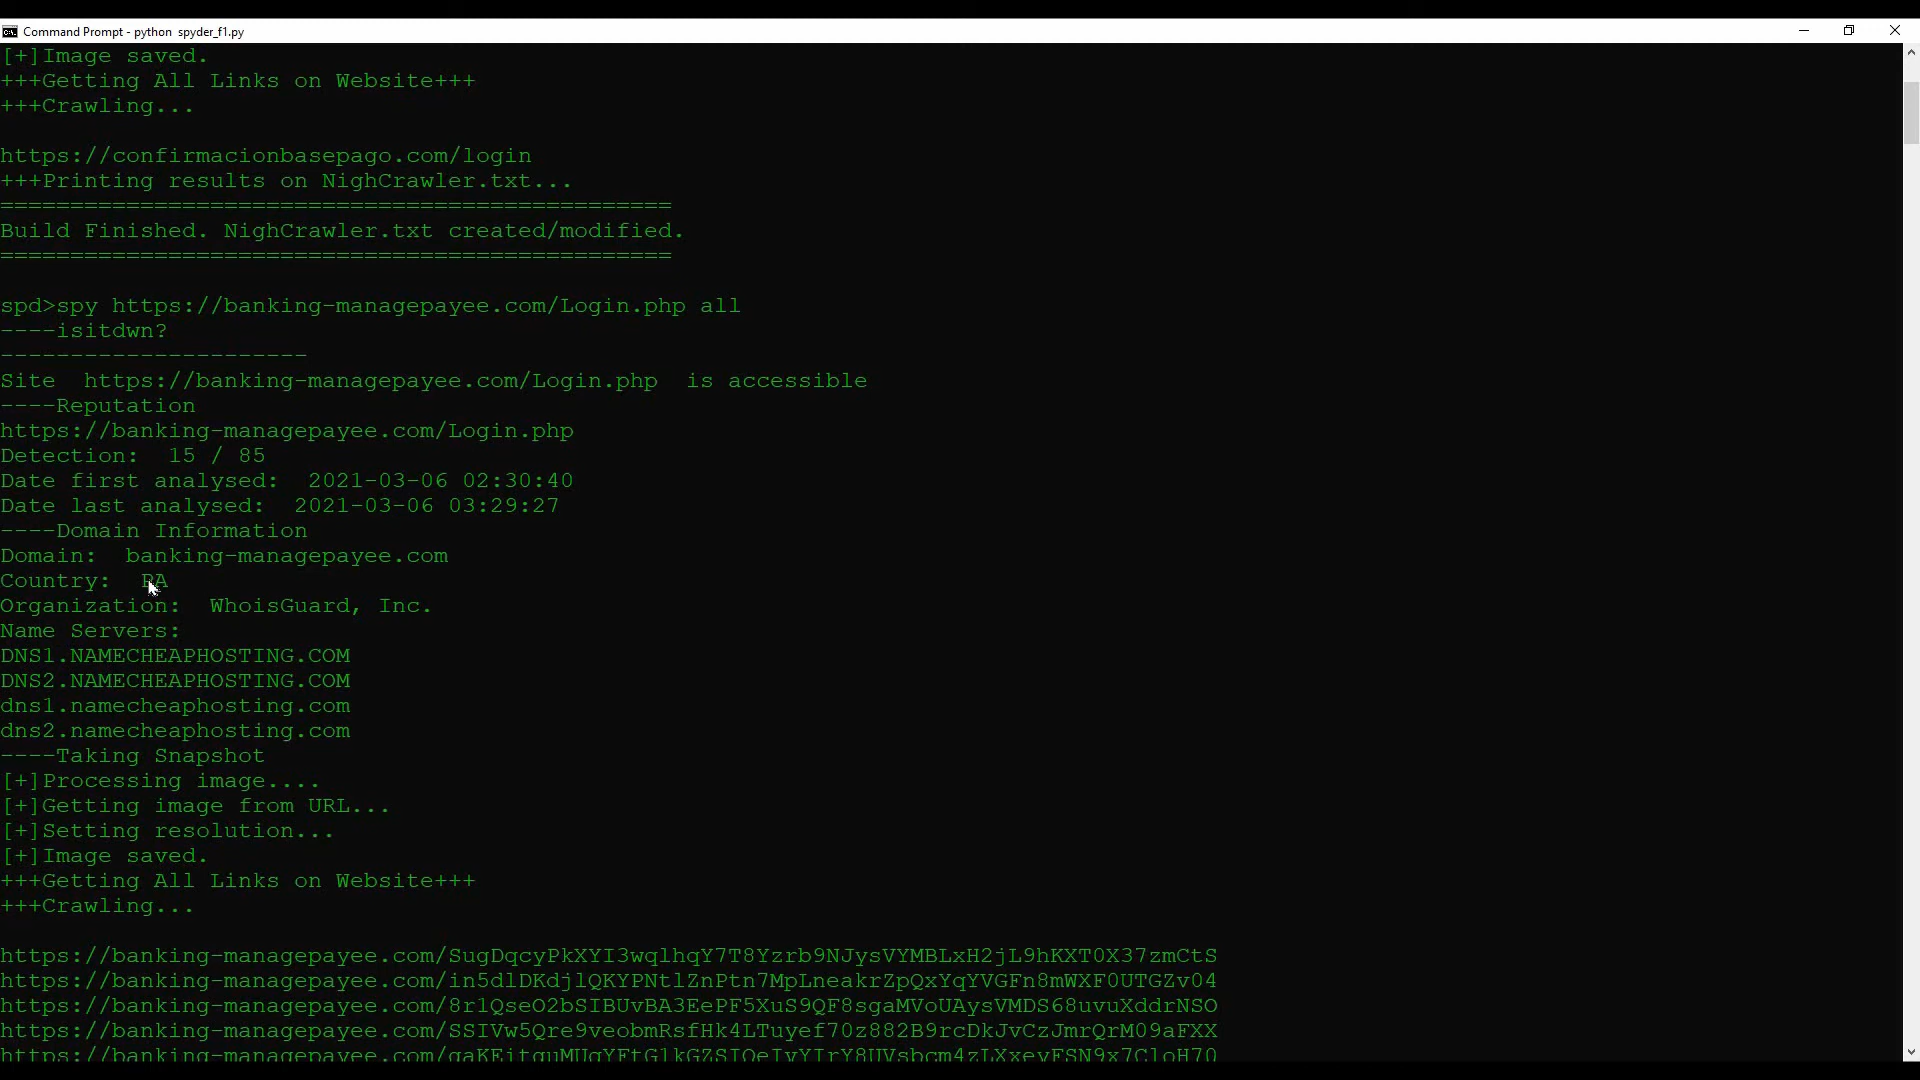 Command Prompt - python  spyder_f1.py
[+]Image saved.
+++Getting All Links on Website+++
+++Crawling...
https://confirmacionbasepago.com/login
+++Printing results on NighCrawler.txt...
================================================
Build Finished. NighCrawler.txt created/modified.
================================================
spd>spy https://banking-managepayee.com/Login.php all
----isitdwn?
----------------------
Site  https://banking-managepayee.com/Login.php  is accessible
----Reputation
https://banking-managepayee.com/Login.php
Detection:  15 / 85
Date first analysed:  2021-03-06 02:30:40
Date last analysed:  2021-03-06 03:29:27
----Domain Information
Domain:  banking-managepayee.com
Country:  PA
Organization:  WhoisGuard, Inc.
Name Servers:
DNS1.NAMECHEAPHOSTING.COM
DNS2.NAMECHEAPHOSTING.COM
dns1.namecheaphosting.com
dns2.namecheaphosting.com
----Taking Snapshot
[+]Processing image....
[+]Getting image from URL...
[+]Setting resolution...
[+]Image saved.
+++Getting All Links on Website+++
+++Crawling...
https://banking-managepayee.com/SugDqcyPkXYI3wqlhqY7T8Yzrb9NJysVYMBLxH2jL9hKXT0X37zmCtS
https://banking-managepayee.com/in5dlDKdjlQKYPNtlZnPtn7MpLneakrZpQxYqYVGFn8mWXF0UTGZv04
https://banking-managepayee.com/8r1QseO2bSIBUvBA3EePF5XuS9QF8sgaMVoUAysVMDS68uvuXddrNSO
https://banking-managepayee.com/SSIVw5Qre9veobmRsfHk4LTuyef70z882B9rcDkJvCzJmrQrM09aFXX